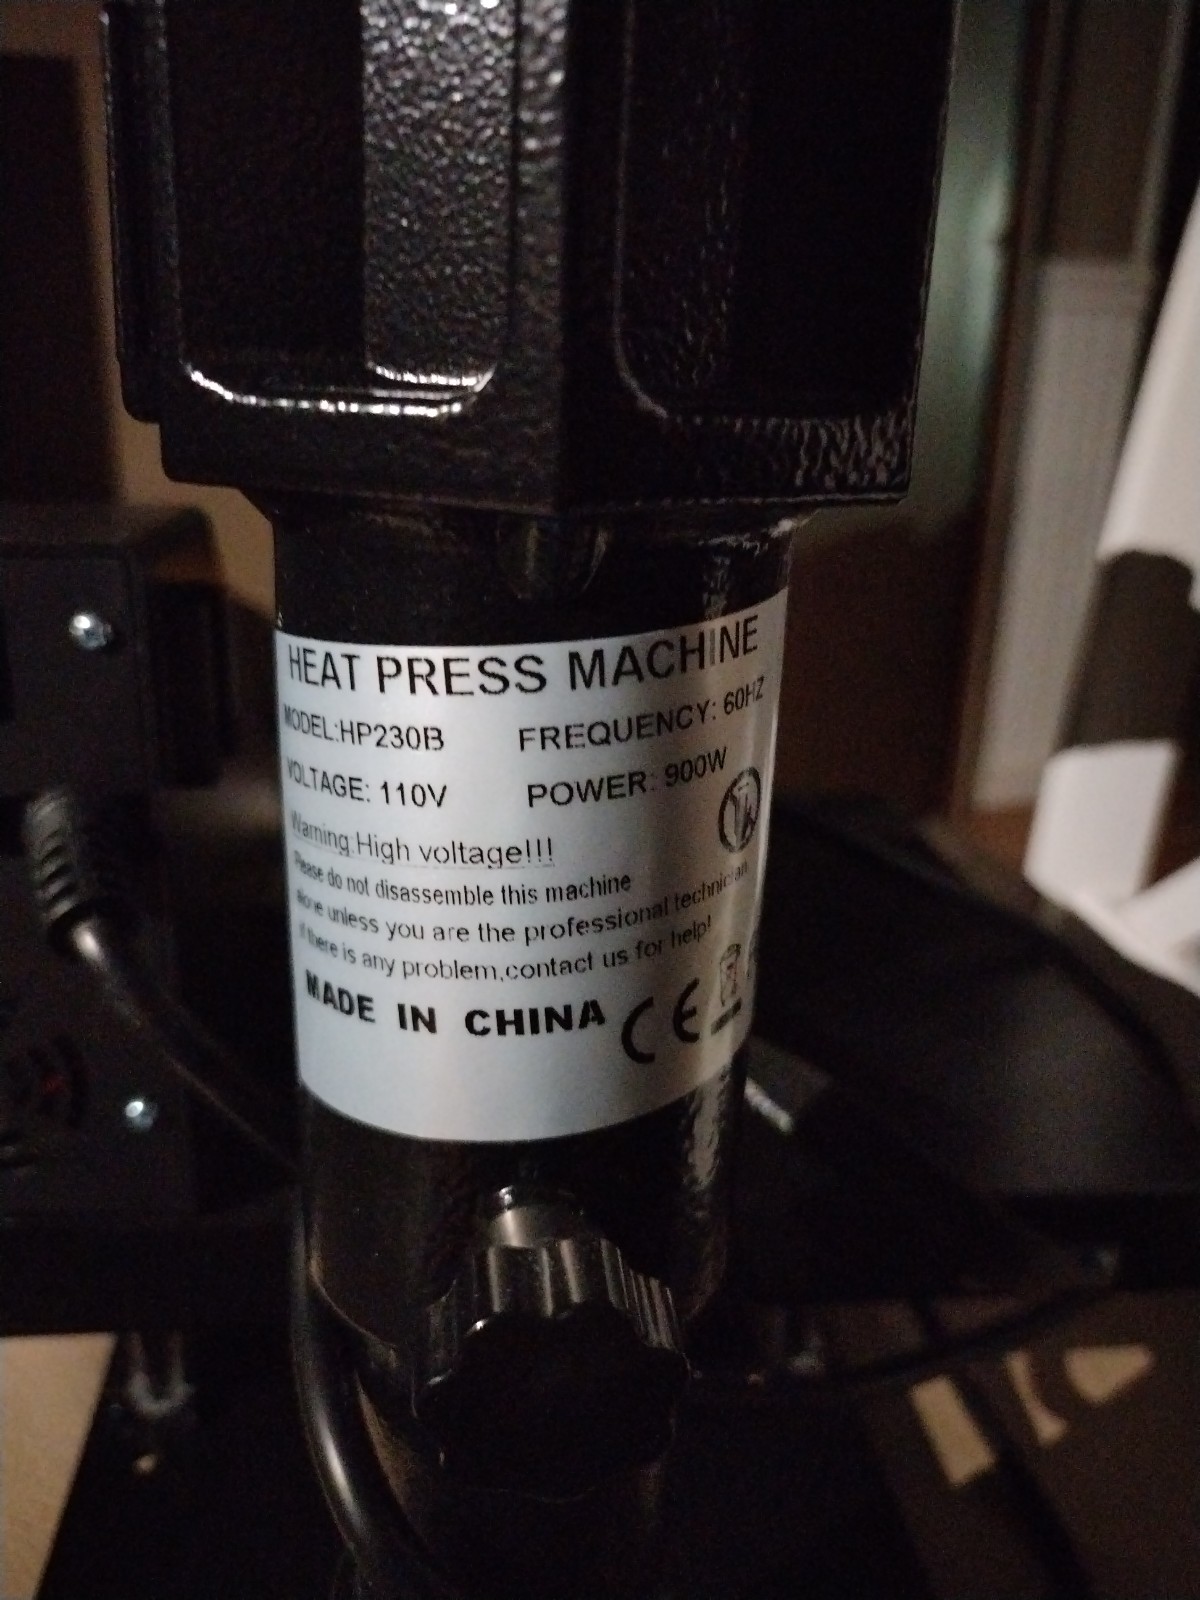 HEAT PRESS MACHINE
MODEL:HP230B FREQUENCY: 60HZ
VOLTAGE: 110V POWER: 900W
Warning:High voltage!!!
Please do not disassemble this machine
alone unless you are the professional technician.
if there is any problem,contact us for help!
MADE IN CHINA CE